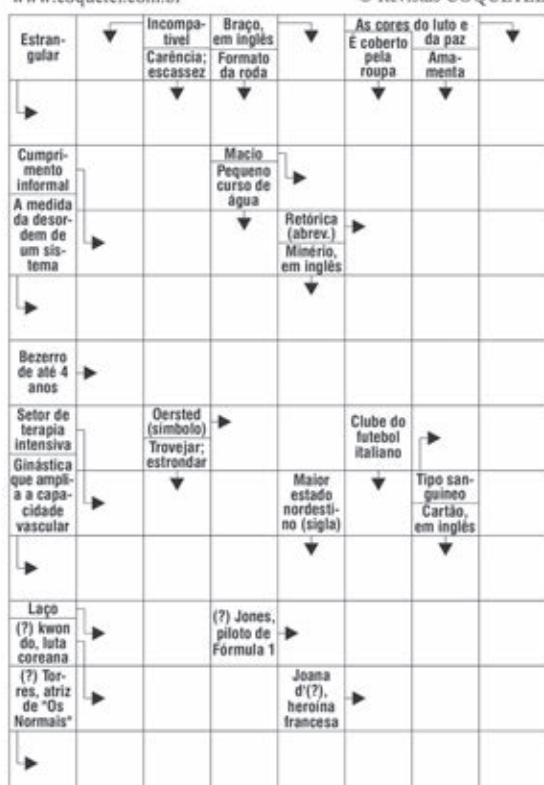 www.coquetel.com.br
© Revistas COQUETEL
Estran-
gular
Incompa-
tível
Carência;
escassez
Braço,
em inglês
Formato
da roda
As cores do luto e
da paz
É coberto
pela
roupa
Ama-
menta
Cumpri-
mento
informal
A medida
da desor-
dem de
um sis-
tema
Macio
Pequeno
curso de
água
Retórica
(abrev.)
Minério,
em inglês
Bezerro
de até 4
anos
Setor de
terapia
intensiva
Ginástica
que ampli-
a a capa-
cidade
vascular
Oersted
(símbolo)
Trovejar;
estrondar
Clube do
futebol
italiano
Maior
estado
nordesti-
no (sigla)
Tipo san-
guíneo
Cartão,
em inglês
Laço
(?) kwon
do, luta
coreana
(?) Jones,
piloto de
Fórmula 1
(?) Tor-
res, atriz
de "Os
Normais"
Joana
d'(?),
heroína
francesa